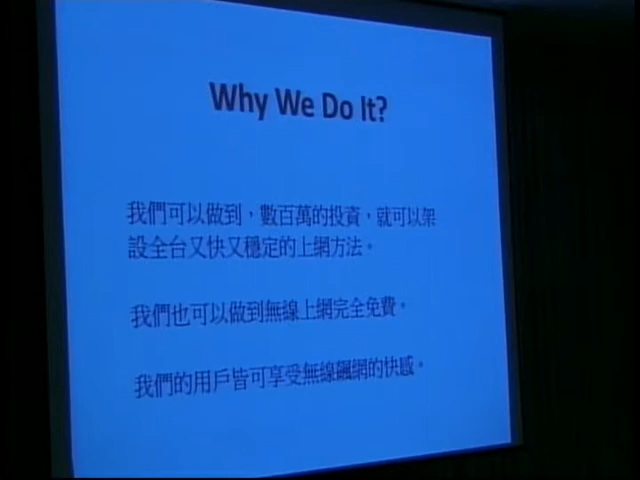 Why We Do It?
我們可以做到，數百萬的投資，就可以架
設全台又快又穩定的上網方法。
我們也可以做到無線上網完全免費。
我們的用戶皆可享受無線飆網的快感。